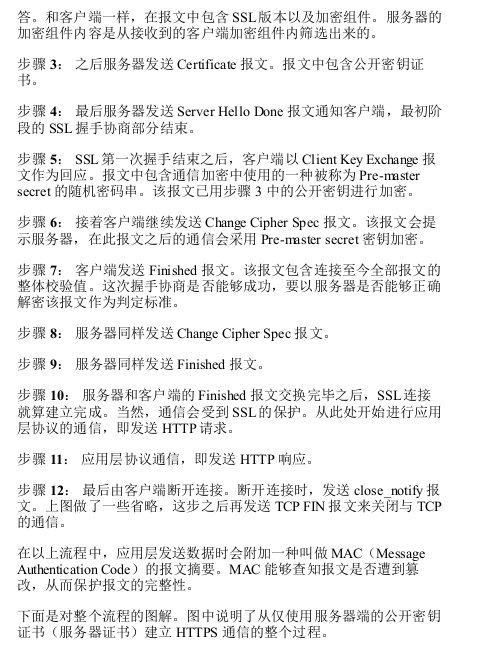 答。和客户端一样，在报文中包含 SSL 版本以及加密组件。服务器的
加密组件内容是从接收到的客户端加密组件内筛选出来的。
步骤 3： 之后服务器发送 Certificate 报文。报文中包含公开密钥证
书。
步骤 4： 最后服务器发送 Server Hello Done 报文通知客户端，最初阶
段的 SSL 握手协商部分结束。
步骤 5： SSL 第一次握手结束之后，客户端以 Client Key Exchange 报
文作为回应。报文中包含通信加密中使用的一种被称为 Pre-master
secret 的随机密码串。该报文已用步骤 3 中的公开密钥进行加密。
步骤 6： 接着客户端继续发送 Change Cipher Spec 报文。该报文会提
示服务器，在此报文之后的通信会采用 Pre-master secret 密钥加密。
步骤 7： 客户端发送 Finished 报文。该报文包含连接至今全部报文的
整体校验值。这次握手协商是否能够成功，要以服务器是否能够正确
解密该报文作为判定标准。
步骤 8： 服务器同样发送 Change Cipher Spec 报文。
步骤 9： 服务器同样发送 Finished 报文。
步骤 10： 服务器和客户端的 Finished 报文交换完毕之后，SSL 连接
就算建立完成。当然，通信会受到 SSL 的保护。从此处开始进行应用
层协议的通信，即发送 HTTP 请求。
步骤 11： 应用层协议通信，即发送 HTTP 响应。
步骤 12： 最后由客户端断开连接。断开连接时，发送 close_notify 报
文。上图做了一些省略，这步之后再发送 TCP FIN 报文来关闭与 TCP
的通信。
在以上流程中，应用层发送数据时会附加一种叫做 MAC（Message
Authentication Code）的报文摘要。MAC 能够查知报文是否遭到篡
改，从而保护报文的完整性。
下面是对整个流程的图解。图中说明了从仅使用服务器端的公开密钥
证书（服务器证书）建立 HTTPS 通信的整个过程。